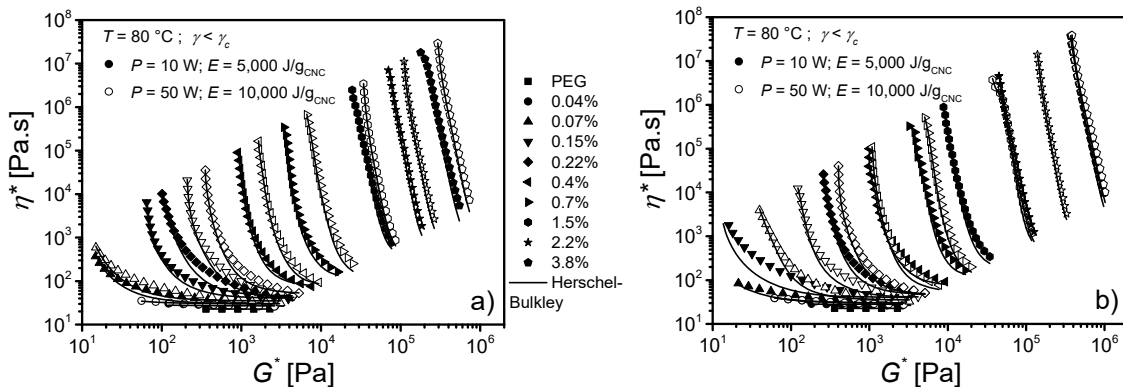 T = 80 °C ; γ < γc
P = 10 W; E = 5,000 J/gCNC
P = 50 W; E = 10,000 J/gCNC
10^8
10^7
10^6
10^5
10^4
10^3
10^2
10^1
η* [Pa.s]
10^1 10^2 10^3 10^4 10^5 10^6
G* [Pa]
a)
PEG
0.04%
0.07%
0.15%
0.22%
0.4%
0.7%
1.5%
2.2%
3.8%
Herschel-
Bulkley
T = 80 °C ; γ < γc
P = 10 W; E = 5,000 J/gCNC
P = 50 W; E = 10,000 J/gCNC
10^8
10^7
10^6
10^5
10^4
10^3
10^2
10^1
η* [Pa.s]
10^1 10^2 10^3 10^4 10^5 10^6
G* [Pa]
b)